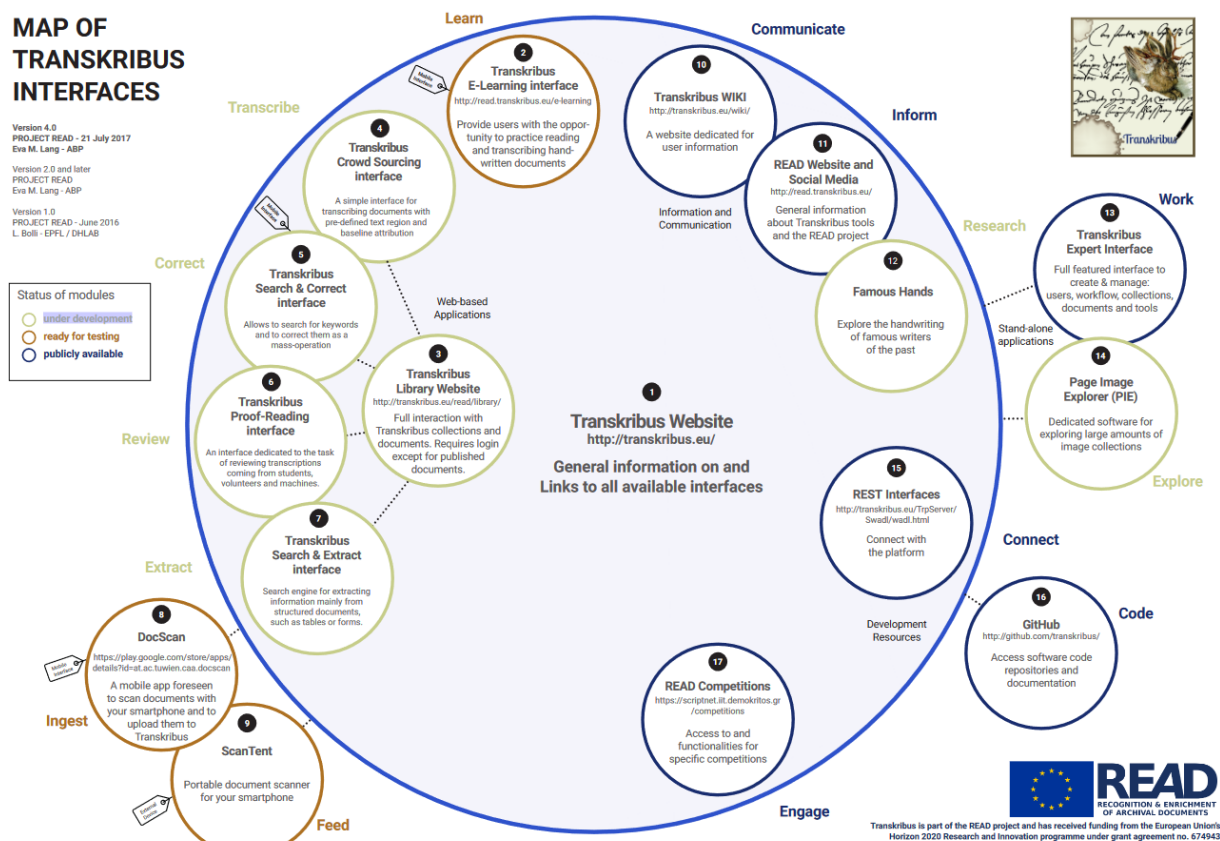 MAP OF
TRANSKRIBUS
INTERFACES
Version 4.0
PROJECT READ - 21 July 2017
Eva M. Lang - ABP
Version 2.0 and later
PROJECT READ
Eva M. Lang - ABP
Version 1.0
PROJECT READ - June 2016
L. Bolli - EPFL / DHLAB
Status of modules
under development
ready for testing
publicly available
1
Transkribus Website
http://transkribus.eu/
General information on and
Links to all available interfaces
Learn
Mobile
Interface
2
Transkribus
E-Learning interface
http://read.transkribus.eu/e-learning
Provide users with the oppor-
tunity to practice reading
and transcribing hand-
written documents
Web-based
Applications
3
Transkribus
Library Website
http://transkribus.eu/read/library/
Full interaction with
Transkribus collections and
documents. Requires login
except for published
documents.
Transcribe
4
Transkribus
Crowd Sourcing
interface
A simple interface for
transcribing documents with
pre-defined text region and
baseline attribution
Correct
Mobile
Interface
5
Transkribus
Search & Correct
interface
Allows to search for keywords
and to correct them as a
mass-operation
Review
6
Transkribus
Proof-Reading
interface
An interface dedicated to the task
of reviewing transcriptions
coming from students,
volunteers and machines.
Extract
7
Transkribus
Search & Extract
interface
Search engine for extracting
information mainly from
structured documents,
such as tables or forms.
Ingest
Mobile
Interface
8
DocScan
https://play.google.com/store/apps/
details?id=at.ac.tuwien.caa.docscan
A mobile app foreseen
to scan documents with
your smartphone and to
upload them to
Transkribus
Feed
External
Device
9
ScanTent
Portable document scanner
for your smartphone
Communicate
10
Transkribus WIKI
http://transkribus.eu/wiki/
A website dedicated for
user information
Information and
Communication
Inform
11
READ Website and
Social Media
http://read.transkribus.eu/
General information
about Transkribus tools
and the READ project
Research
12
Famous Hands
Explore the handwriting
of famous writers
of the past
Stand-alone
applications
Work
13
Transkribus
Expert Interface
Full featured interface to
create & manage:
users, workflow, collections,
documents and tools
14
Page Image
Explorer (PIE)
Dedicated software for
exploring large amounts of
image collections
Explore
15
REST Interfaces
http://transkribus.eu/TrpServer/
Swadl/wadl.html
Connect with
the platform
Connect
Development
Resources
16
GitHub
http://github.com/transkribus/
Access software code
repositories and
documentation
Code
17
READ Competitions
https://scriptnet.iit.demokritos.gr
/competitions
Access to and
functionalities for
specific competitions
Engage
Transkribus
READ
RECOGNITION & ENRICHMENT
OF ARCHIVAL DOCUMENTS
Transkribus is part of the READ project and has received funding from the European Union's
Horizon 2020 Research and Innovation programme under grant agreement no. 674943